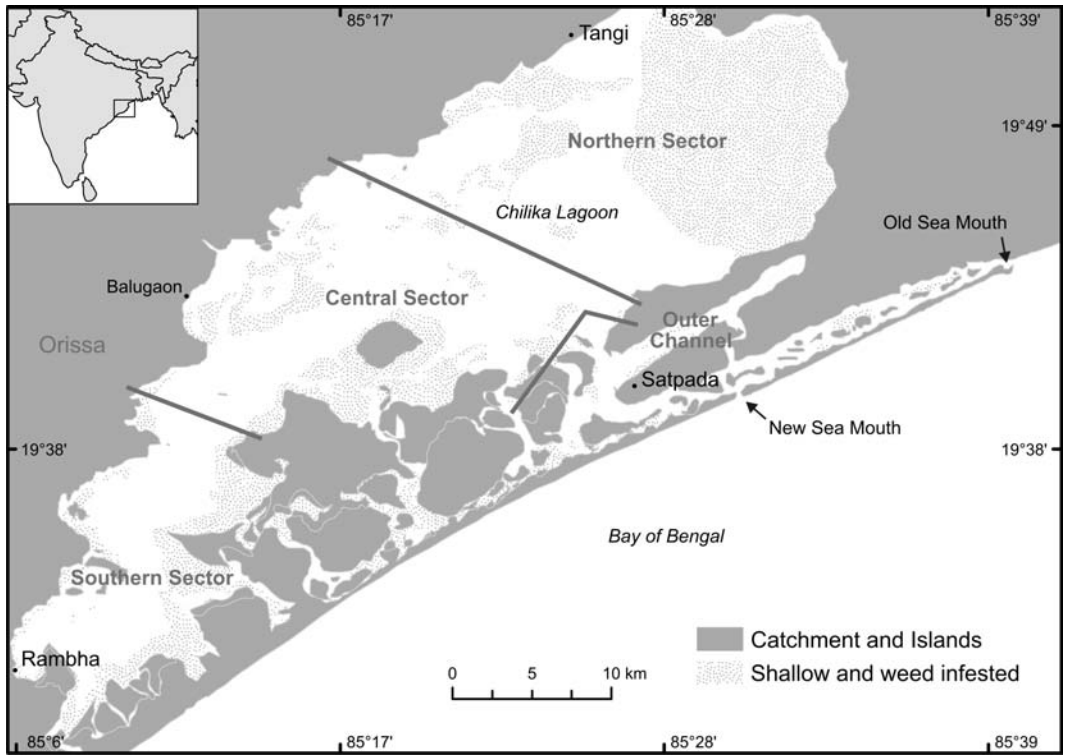 85°17'
85°28'
85°39'
Tangi
19°49'
Northern Sector
Chilika Lagoon
Old Sea Mouth
Balugaon
Central Sector
Outer
Channel
Orissa
Satpada
New Sea Mouth
19°38'
19°38'
Bay of Bengal
Southern Sector
Catchment and Islands
Rambha
Shallow and weed infested
0 5 10 km
85°6'
85°17'
85°28'
85°39